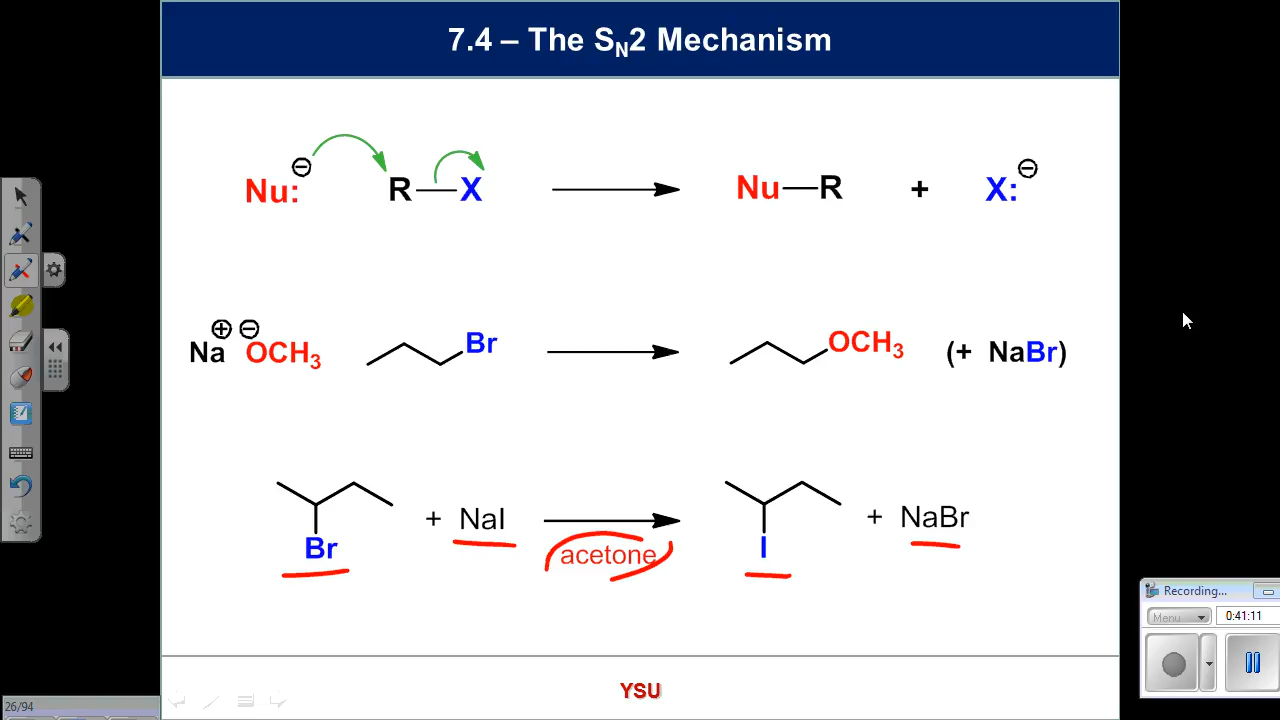 7.4 – The SN2 Mechanism
Nu: ⊖ R X Nu R + X: ⊖
Na ⊕ ⊖ OCH3 Br OCH3 (+ NaBr)
Br + NaI acetone I + NaBr
YSU
26/94
Recording...
Menu
0:41:11